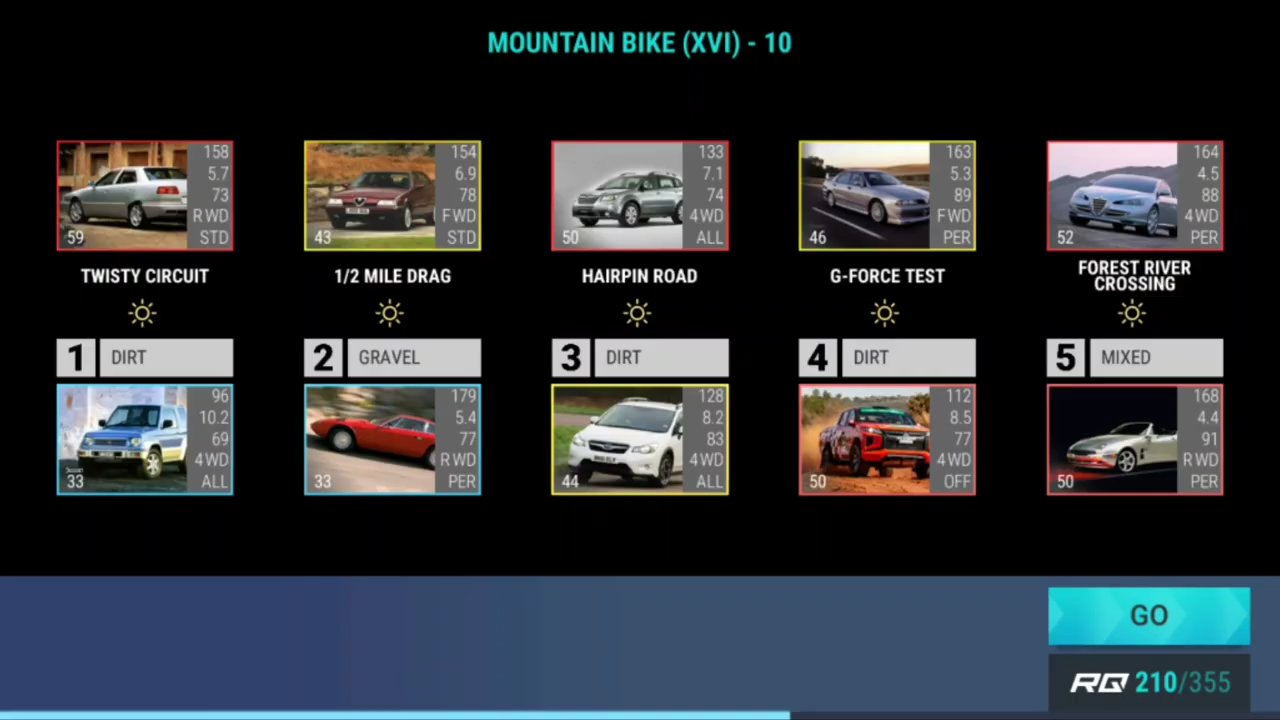 MOUNTAIN BIKE (XVI) - 10
158
5.7
73
RWD
STD
59
154
6.9
78
FWD
STD
43
133
7.1
74
4WD
ALL
50
163
5.3
89
FWD
PER
46
164
4.5
88
4WD
PER
52
TWISTY CIRCUIT
1/2 MILE DRAG
HAIRPIN ROAD
G-FORCE TEST
FOREST RIVER
CROSSING
1 DIRT
2 GRAVEL
3 DIRT
4 DIRT
5 MIXED
96
10.2
69
4WD
ALL
33
179
5.4
77
RWD
PER
33
128
8.2
83
4WD
ALL
44
112
8.5
77
4WD
OFF
50
168
4.4
91
RWD
PER
50
GO
RQ 210/355